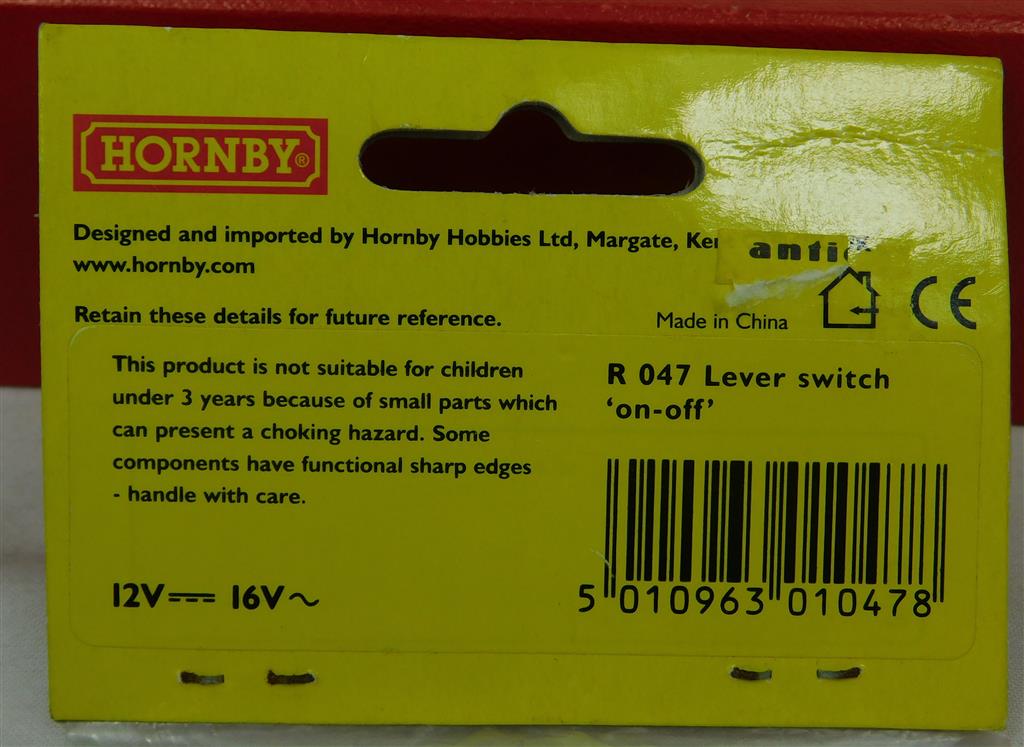 HORNBY®
Designed and imported by Hornby Hobbies Ltd, Margate,
www.hornby.com
Retain these details for future reference.
Made in China
CE
This product is not suitable for children
under 3 years because of small parts which
can present a choking hazard. Some
components have functional sharp edges
- handle with care.
12V⎓ 16V~
R 047 Lever switch
‘on-off’
5 010963 010478